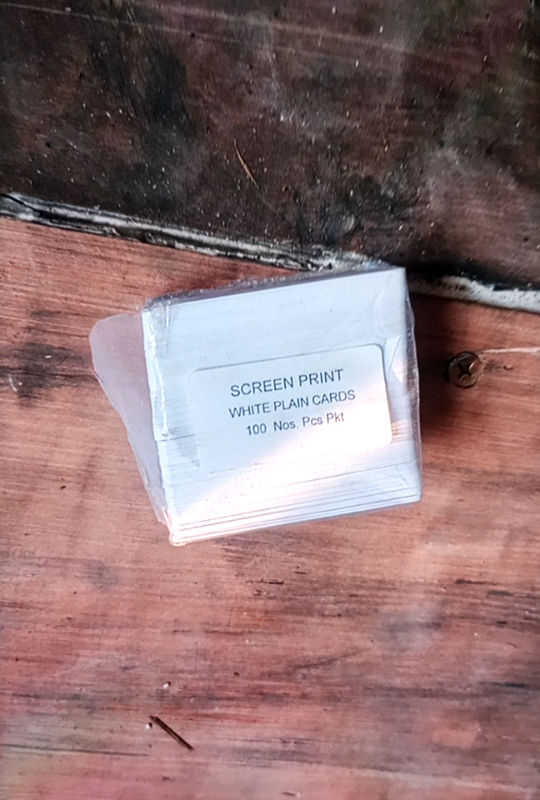 SCREEN PRINT
WHITE PLAIN CARDS
100 Nos. Pcs Pkt